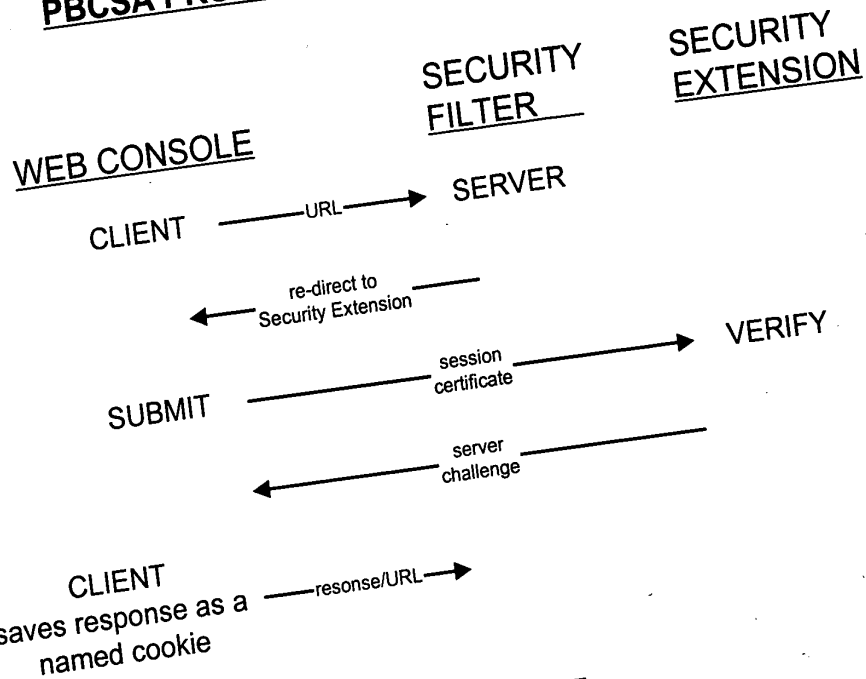 PBCSA
SECURITY
FILTER
SECURITY
EXTENSION
WEB CONSOLE
CLIENT
URL
SERVER
re-direct to
Security Extension
SUBMIT
session
certificate
VERIFY
server
challenge
CLIENT
saves response as a
named cookie
resonse/URL